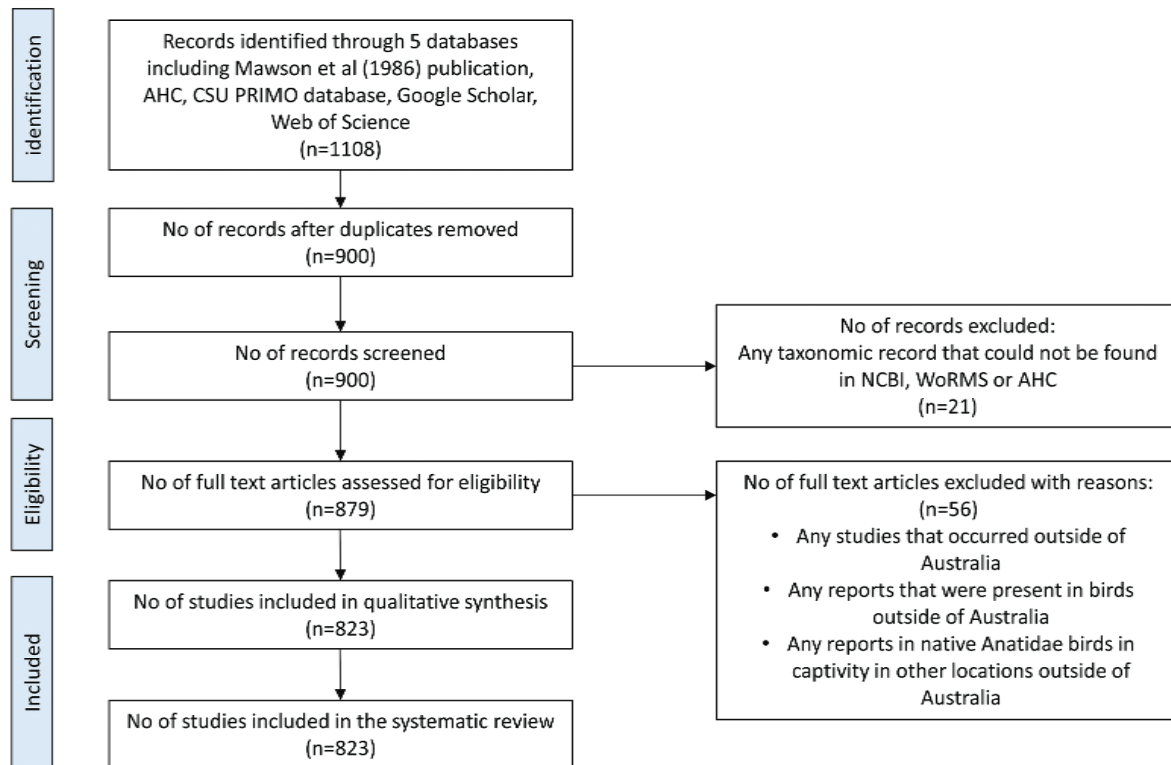 identification
Records identified through 5 databases
including Mawson et al (1986) publication,
AHC, CSU PRIMO database, Google Scholar,
Web of Science
(n=1108)
Screening
No of records after duplicates removed
(n=900)
No of records screened
(n=900)
No of records excluded:
Any taxonomic record that could not be found
in NCBI, WoRMS or AHC
(n=21)
Eligibility
No of full text articles assessed for eligibility
(n=879)
No of full text articles excluded with reasons:
(n=56)
• Any studies that occurred outside of
Australia
• Any reports that were present in birds
outside of Australia
• Any reports in native Anatidae birds in
captivity in other locations outside of
Australia
Included
No of studies included in qualitative synthesis
(n=823)
No of studies included in the systematic review
(n=823)